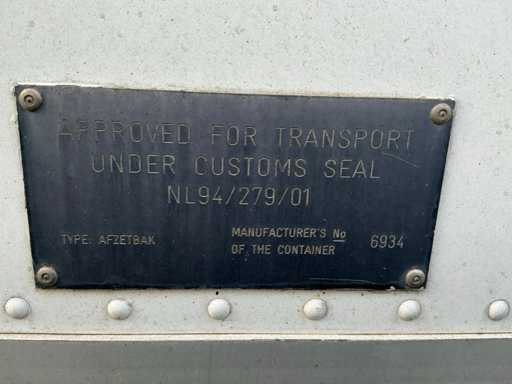 APPROVED FOR TRANSPORT
UNDER CUSTOMS SEAL
NL94/279/01
TYPE: AFZETBAK
MANUFACTURER'S No
OF THE CONTAINER
6934